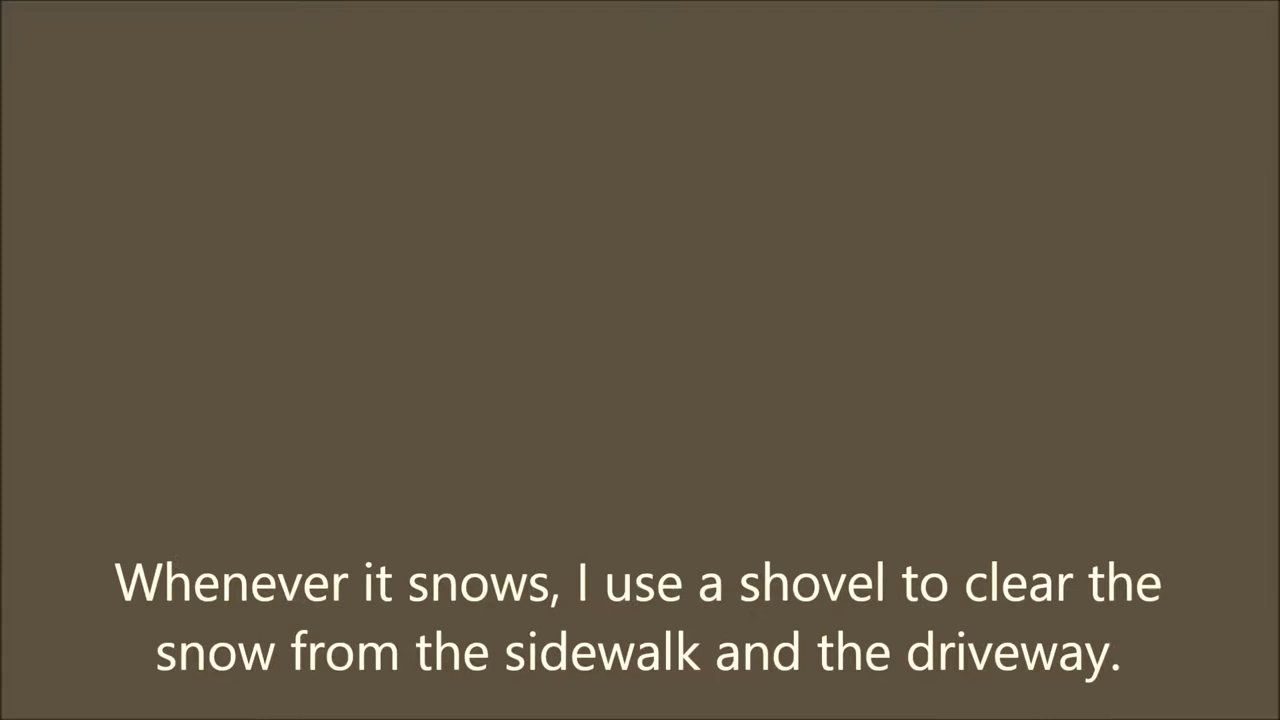 Whenever it snows, I use a shovel to clear the
snow from the sidewalk and the driveway.